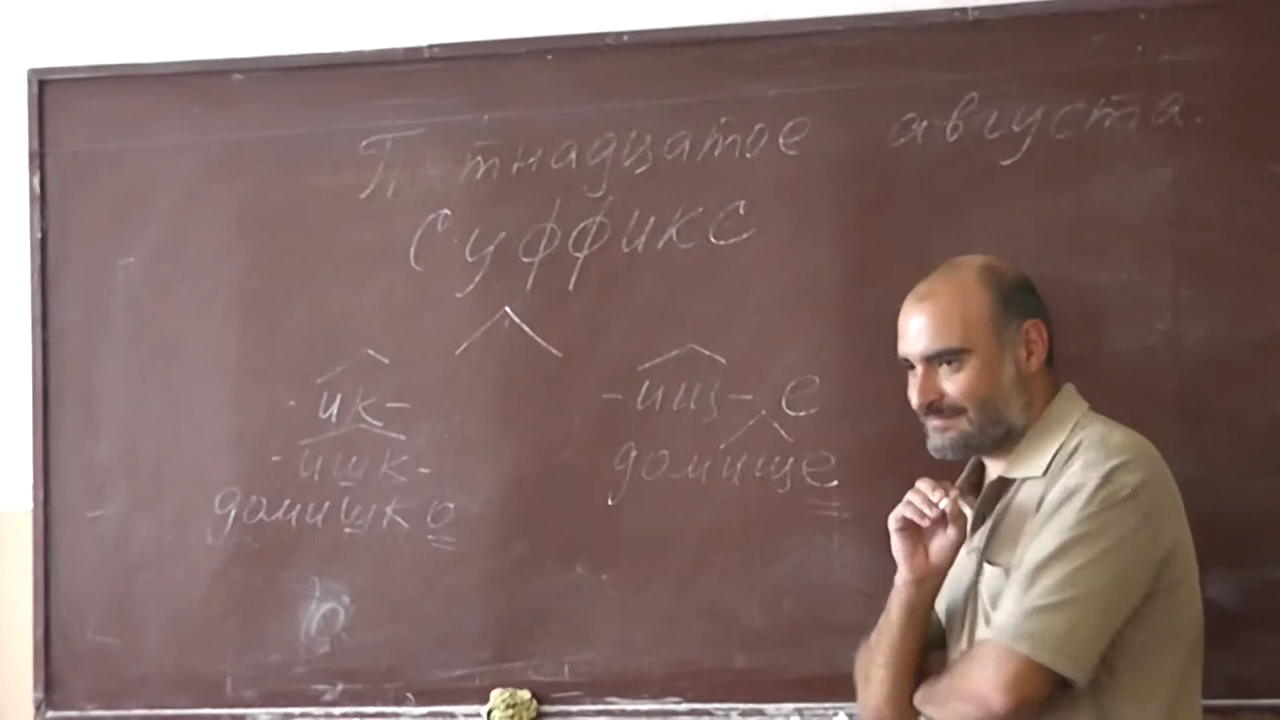 Пятнадцатое августа.
Суффикс
-ик- -ищ- е
-ишк- домище
домишко